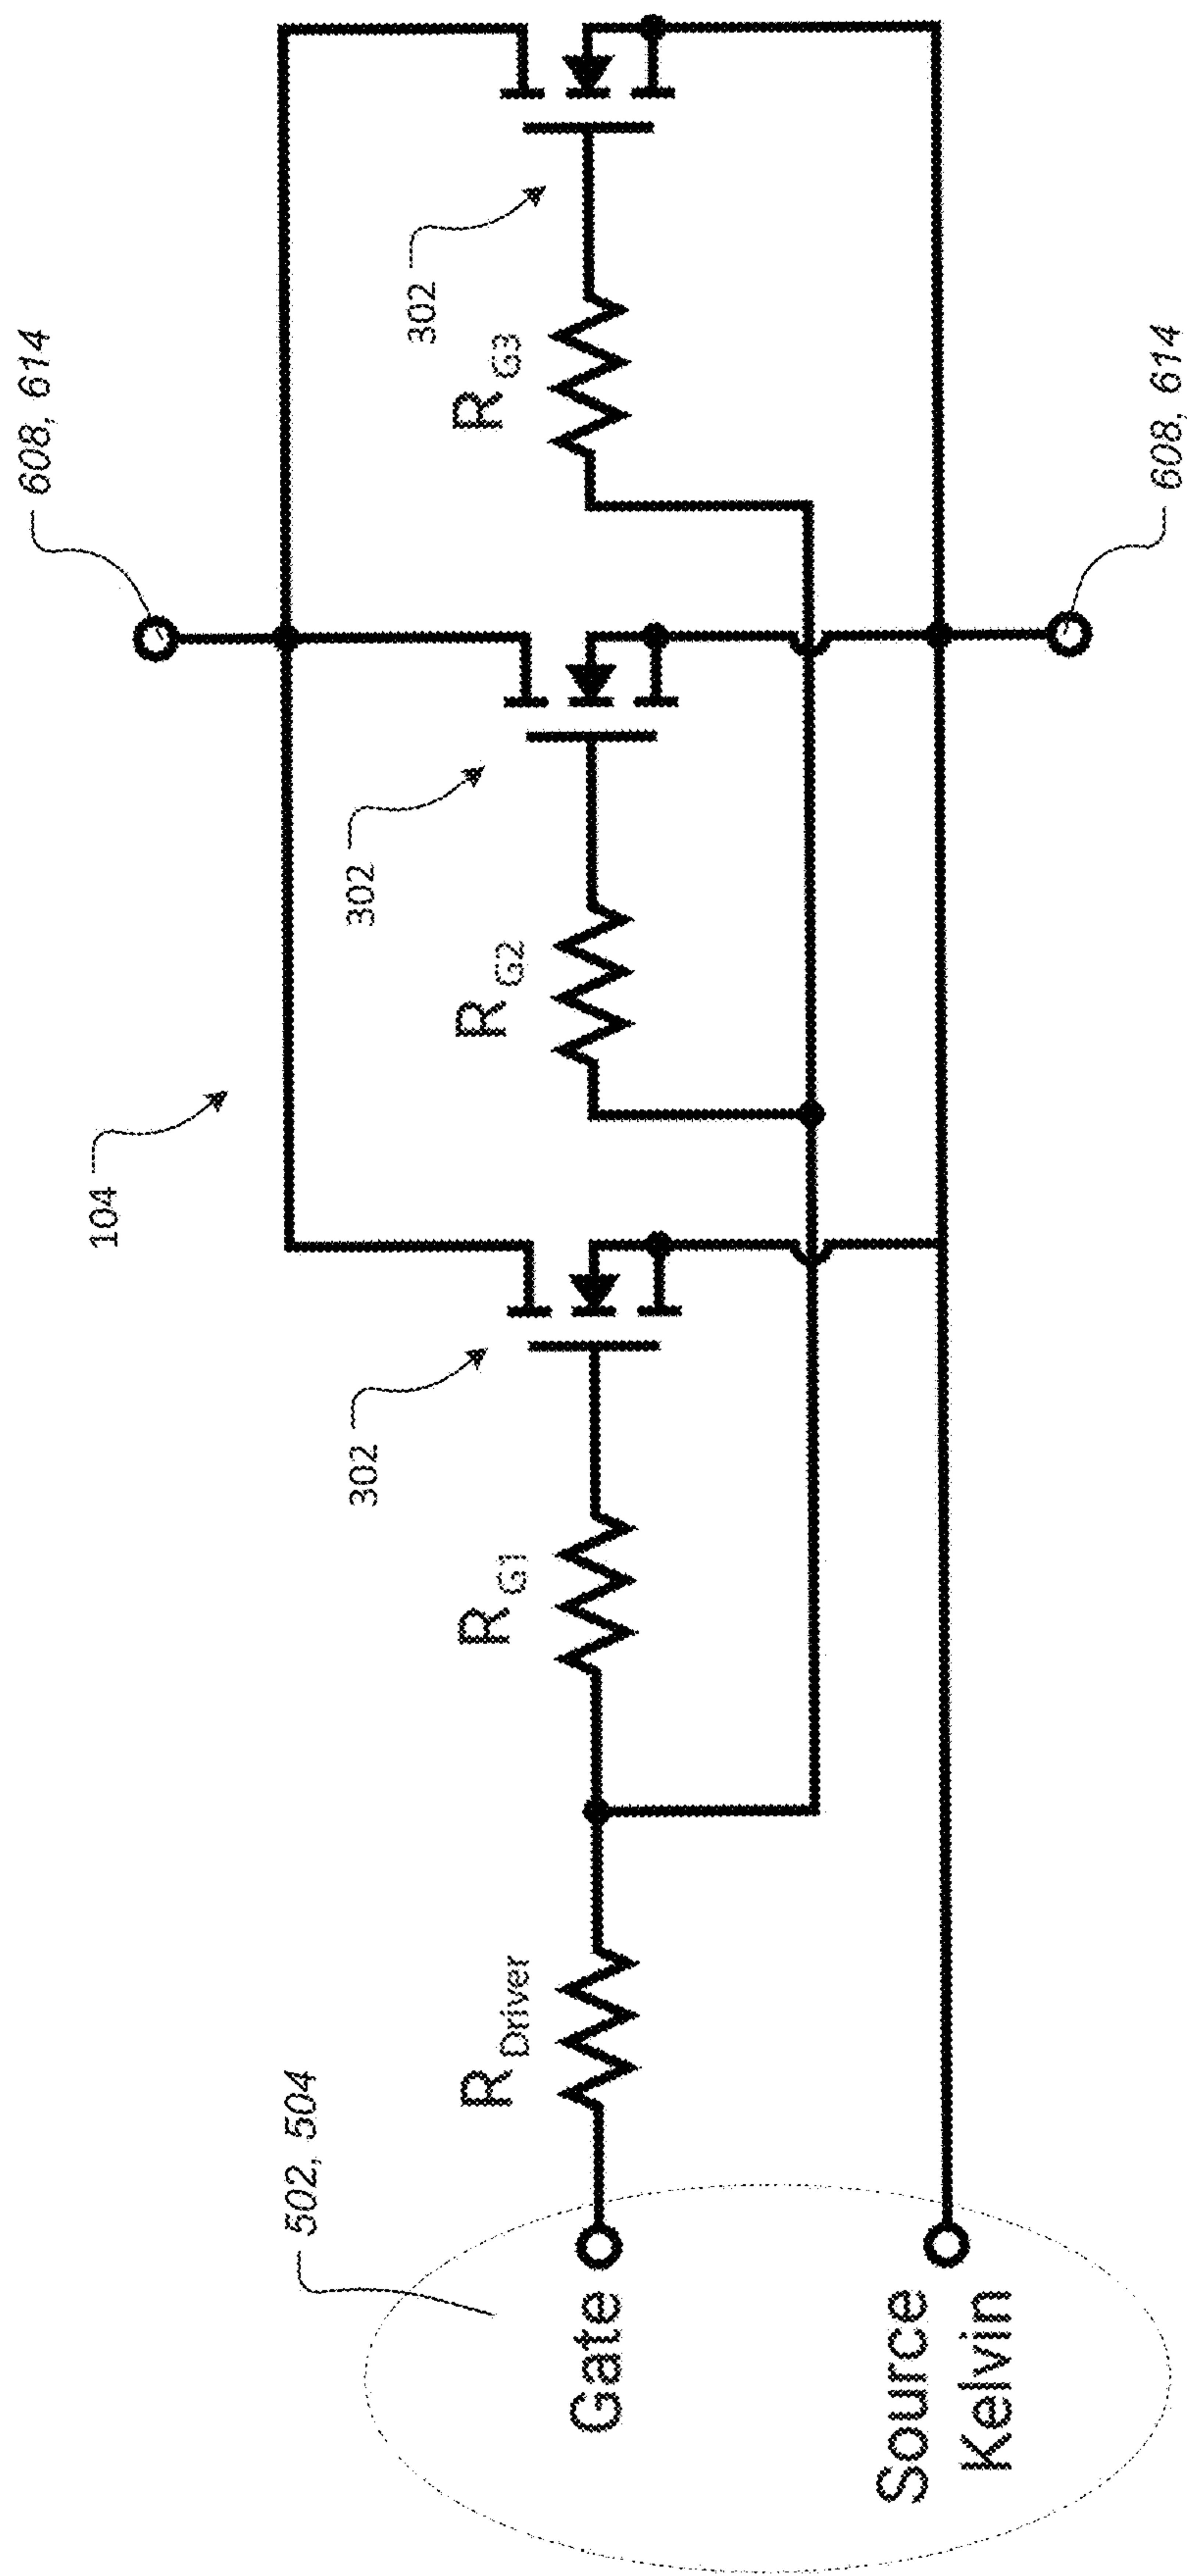 608, 614
104
302
302
302
R G3
R G2
R G1
R Driver
502, 504
Gate
Source
Kelvin
608, 614